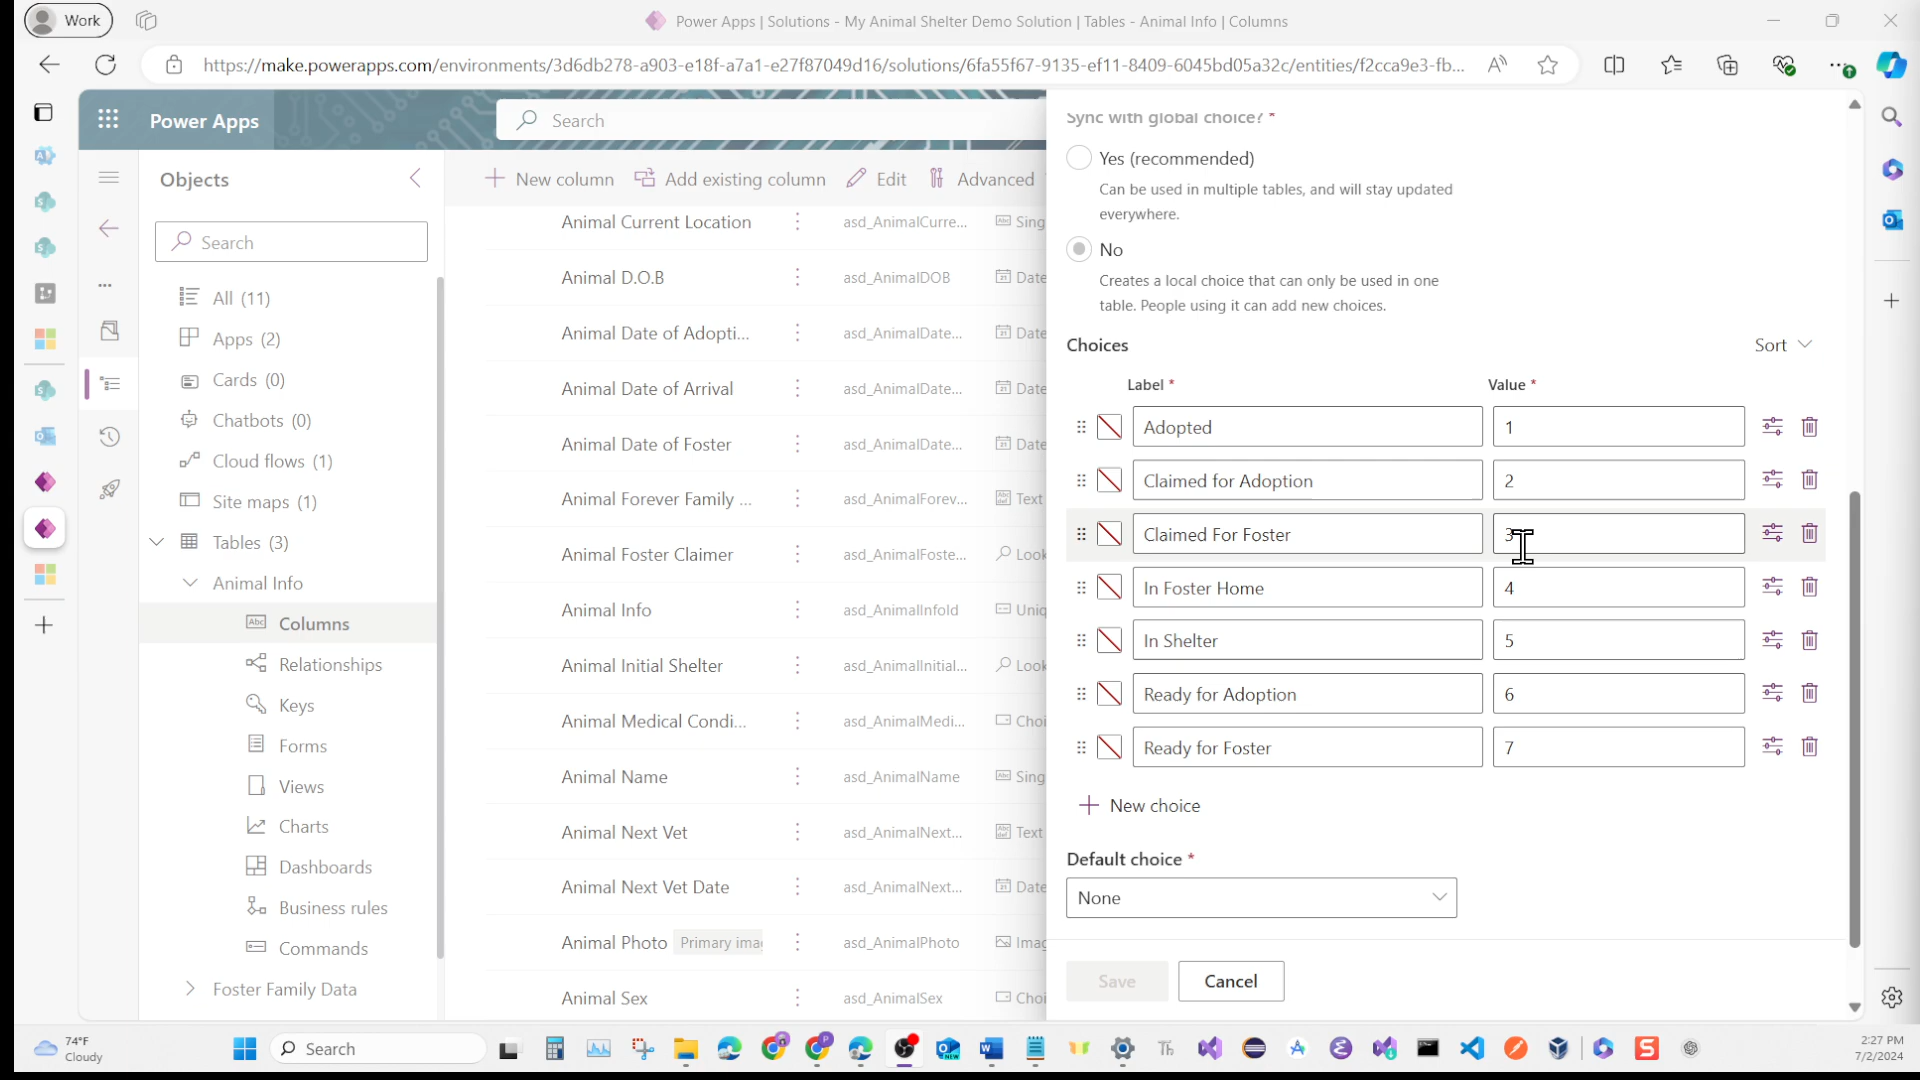 Work
Power Apps | Solutions - My Animal Shelter Demo Solution | Tables - Animal Info | Columns
https://make.powerapps.com/environments/3d6db278-a903-e18f-a7a1-e27f87049d16/solutions/6fa55f67-9135-ef11-8409-6045bd05a32c/entities/f2cca9e3-fb...
Power Apps
Search
Objects
Search
All (11)
Apps (2)
Cards (0)
Chatbots (0)
Cloud flows (1)
Site maps (1)
Tables (3)
Animal Info
Columns
Relationships
Keys
Forms
Views
Charts
Dashboards
Business rules
Commands
Foster Family Data
New column
Add existing column
Edit
Advanced
Animal Current Location asd_AnimalCurre... Sing
Animal D.O.B asd_AnimalDOB Date
Animal Date of Adopti... asd_AnimalDate... Date
Animal Date of Arrival asd_AnimalDate... Date
Animal Date of Foster asd_AnimalDate... Date
Animal Forever Family ... asd_AnimalForev... Text
Animal Foster Claimer asd_AnimalFoste... Look
Animal Info asd_AnimalInfoId Uniq
Animal Initial Shelter asd_AnimalInitial... Look
Animal Medical Condi... asd_AnimalMedi... Choi
Animal Name asd_AnimalName Sing
Animal Next Vet asd_AnimalNext... Text
Animal Next Vet Date asd_AnimalNext... Date
Animal Photo Primary ima asd_AnimalPhoto Imag
Animal Sex asd_AnimalSex Choi
Sync with global choice? *
Yes (recommended)
Can be used in multiple tables, and will stay updated
everywhere.
No
Creates a local choice that can only be used in one
table. People using it can add new choices.
Choices
Sort
Label * Value *
Adopted 1
Claimed for Adoption 2
Claimed For Foster 3
In Foster Home 4
In Shelter 5
Ready for Adoption 6
Ready for Foster 7
New choice
Default choice *
None
Save
Cancel
74°F
Cloudy
Search
2:27 PM
7/2/2024